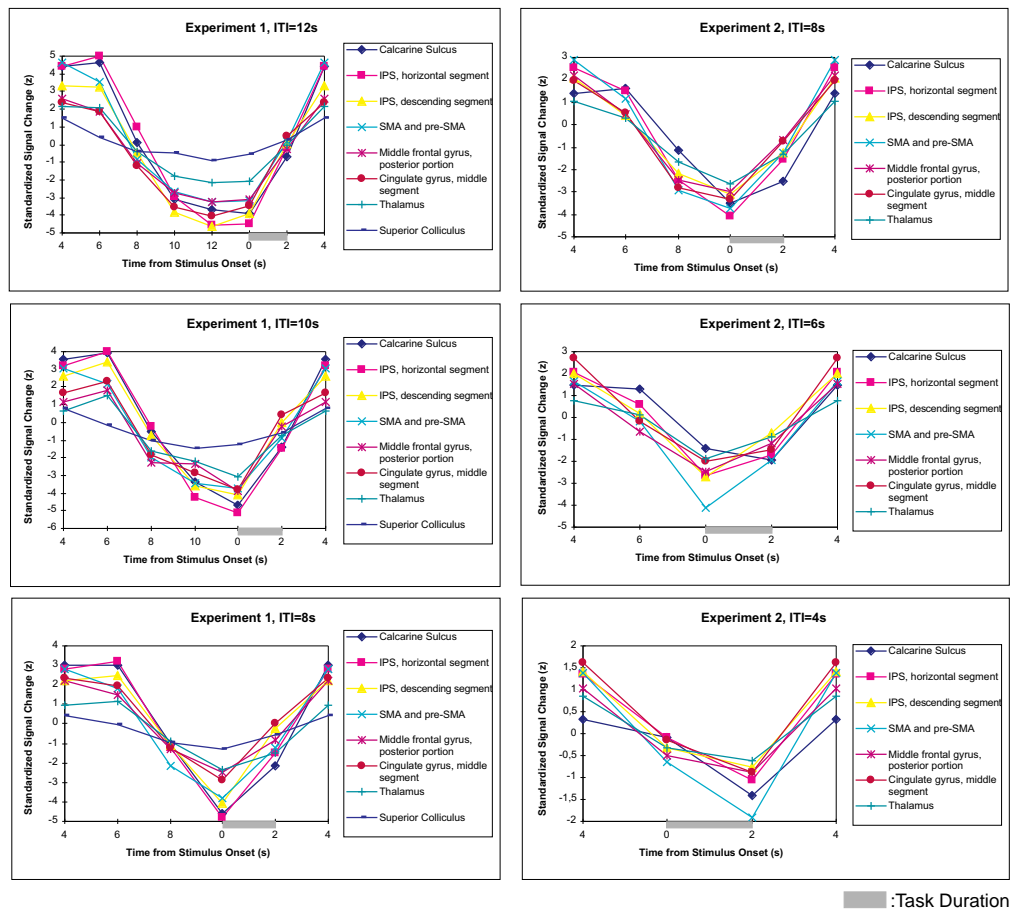 Experiment 1, ITI=12s
Standardized Signal Change (z)
5
4
3
2
1
0
-1
-2
-3
-4
-5
4 6 8 10 12 0 2 4
Time from Stimulus Onset (s)
Calcarine Sulcus
IPS, horizontal segment
IPS, descending segment
SMA and pre-SMA
Middle frontal gyrus,
posterior portion
Cingulate gyrus, middle
segment
Thalamus
Superior Colliculus
Experiment 2, ITI=8s
Standardized Signal Change (z)
3
2
1
0
-1
-2
-3
-4
-5
4 6 8 0 2 4
Time from Stimulus Onset (s)
Calcarine Sulcus
IPS, horizontal segment
IPS, descending segment
SMA and pre-SMA
Middle frontal gyrus,
posterior portion
Cingulate gyrus, middle
segment
Thalamus
Experiment 1, ITI=10s
Standardized Signal Change (z)
4
3
2
1
0
-1
-2
-3
-4
-5
-6
4 6 8 10 0 2 4
Time from Stimulus Onset (s)
Calcarine Sulcus
IPS, horizontal segment
IPS, descending segment
SMA and pre-SMA
Middle frontal gyrus,
posterior portion
Cingulate gyrus, middle
segment
Thalamus
Superior Colliculus
Experiment 2, ITI=6s
Standardized Signal Change (z)
3
2
1
0
-1
-2
-3
-4
-5
4 6 0 2 4
Time from Stimulus Onset (s)
Calcarine Sulcus
IPS, horizontal segment
IPS, descending segment
SMA and pre-SMA
Middle frontal gyrus,
posterior portion
Cingulate gyrus, middle
segment
Thalamus
Experiment 1, ITI=8s
Standardized Signal Change (z)
4
3
2
1
0
-1
-2
-3
-4
-5
4 6 8 0 2 4
Time from Stimulus Onset (s)
Calcarine Sulcus
IPS, horizontal segment
IPS, descending segment
SMA and pre-SMA
Middle frontal gyrus,
posterior portion
Cingulate gyrus, middle
segment
Thalamus
Superior Colliculus
Experiment 2, ITI=4s
Standardized Signal Change (z)
2
1,5
1
0,5
0
-0,5
-1
-1,5
-2
4 0 2 4
Time from Stimulus Onset (s)
Calcarine Sulcus
IPS, horizontal segment
IPS, descending segment
SMA and pre-SMA
Middle frontal gyrus,
posterior portion
Cingulate gyrus, middle
segment
Thalamus
:Task Duration